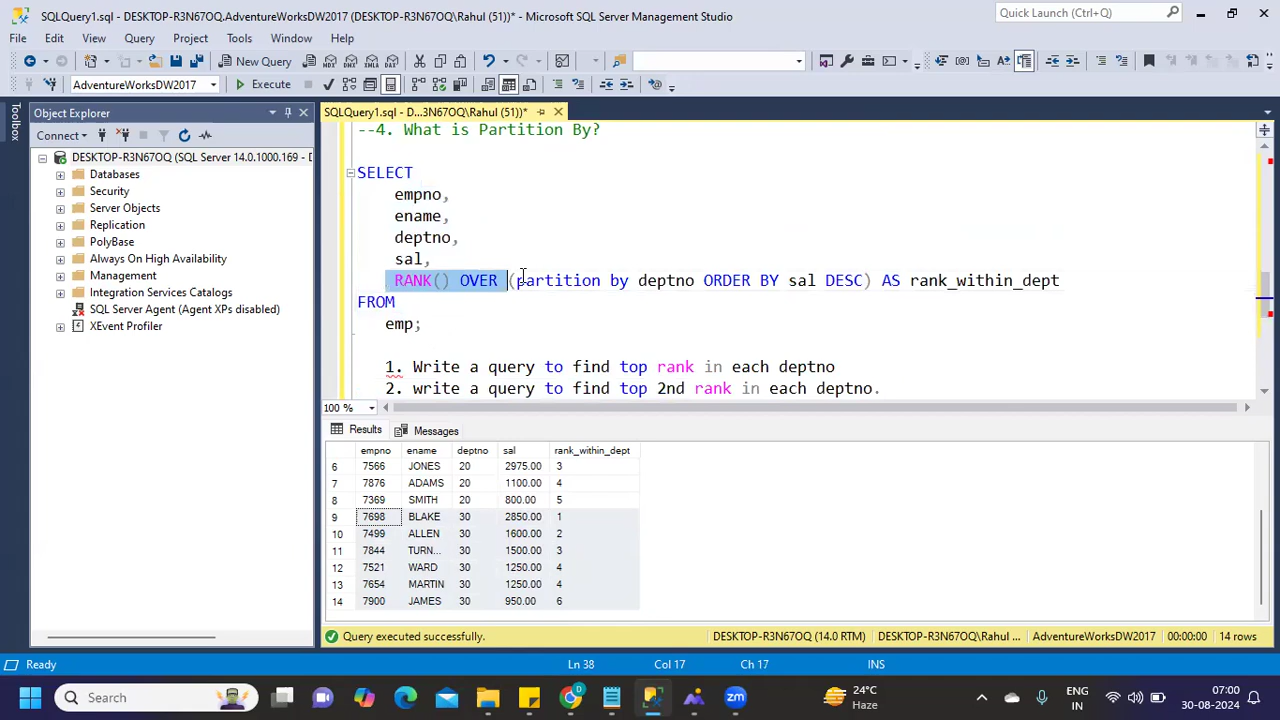 SQLQuery1.sql - DESKTOP-R3N67OQ.AdventureWorksDW2017 (DESKTOP-R3N67OQ\Rahul (51))* - Microsoft SQL Server Management Studio
Quick Launch (Ctrl+Q)
File Edit View Query Project Tools Window Help
New Query
AdventureWorksDW2017 Execute
Toolbox
Object Explorer
SQLQuery1.sql - D...3N67OQ\Rahul (51))*
Connect
DESKTOP-R3N67OQ (SQL Server 14.0.1000.169 - D
Databases
Security
Server Objects
Replication
PolyBase
Always On High Availability
Management
Integration Services Catalogs
SQL Server Agent (Agent XPs disabled)
XEvent Profiler
--4. What is Partition By?
SELECT
empno,
ename,
deptno,
sal,
RANK() OVER (partition by deptno ORDER BY sal DESC) AS rank_within_dept
FROM
emp;
1. Write a query to find top rank in each deptno
2. write a query to find top 2nd rank in each deptno.
100 %
Results Messages
empno ename deptno sal rank_within_dept
6 7566 JONES 20 2975.00 3
7 7876 ADAMS 20 1100.00 4
8 7369 SMITH 20 800.00 5
9 7698 BLAKE 30 2850.00 1
10 7499 ALLEN 30 1600.00 2
11 7844 TURN... 30 1500.00 3
12 7521 WARD 30 1250.00 4
13 7654 MARTIN 30 1250.00 4
14 7900 JAMES 30 950.00 6
Query executed successfully. DESKTOP-R3N67OQ (14.0 RTM) DESKTOP-R3N67OQ\Rahul ... AdventureWorksDW2017 00:00:00 14 rows
Ready Ln 38 Col 17 Ch 17 INS
Search
zm
24°C
Haze
ENG
IN
07:00
30-08-2024